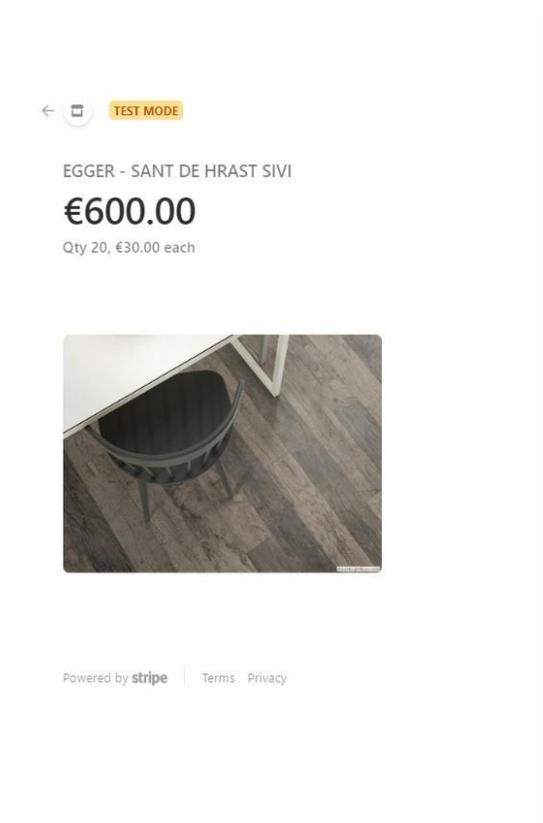 TEST MODE
EGGER - SANT DE HRAST SIVI
€600.00
Qty 20, €30.00 each
Powered by stripe
Terms Privacy